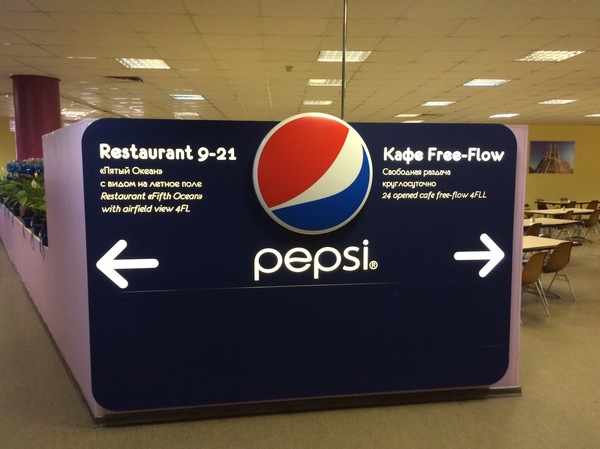 Restaurant 9-21
«Пятый Океан»
с видом на летное поле
Restaurant «Fifth Ocean»
with airfield view 4FL
pepsi®
Кафе Free-Flow
Свободная раздача
круглосуточно
24 opened cafe free-flow 4FLL